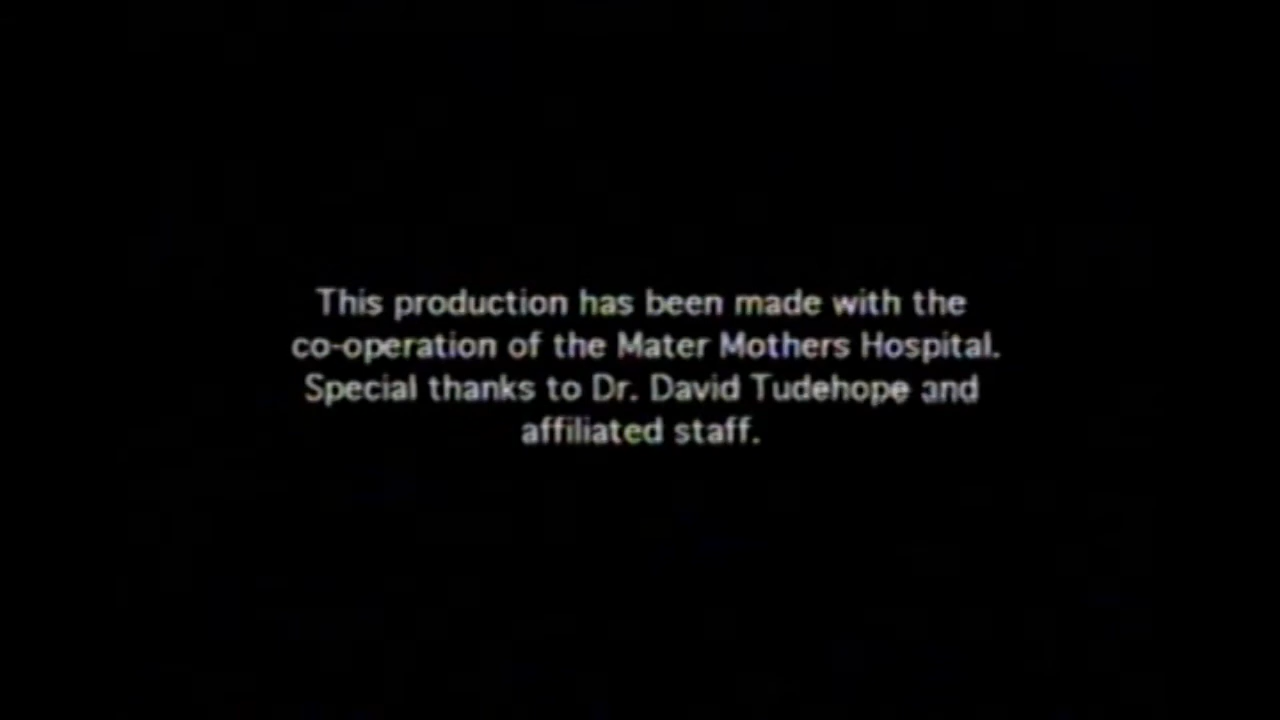 This production has been made with the
co-operation of the Mater Mothers Hospital.
Special thanks to Dr. David Tudehope and
affiliated staff.